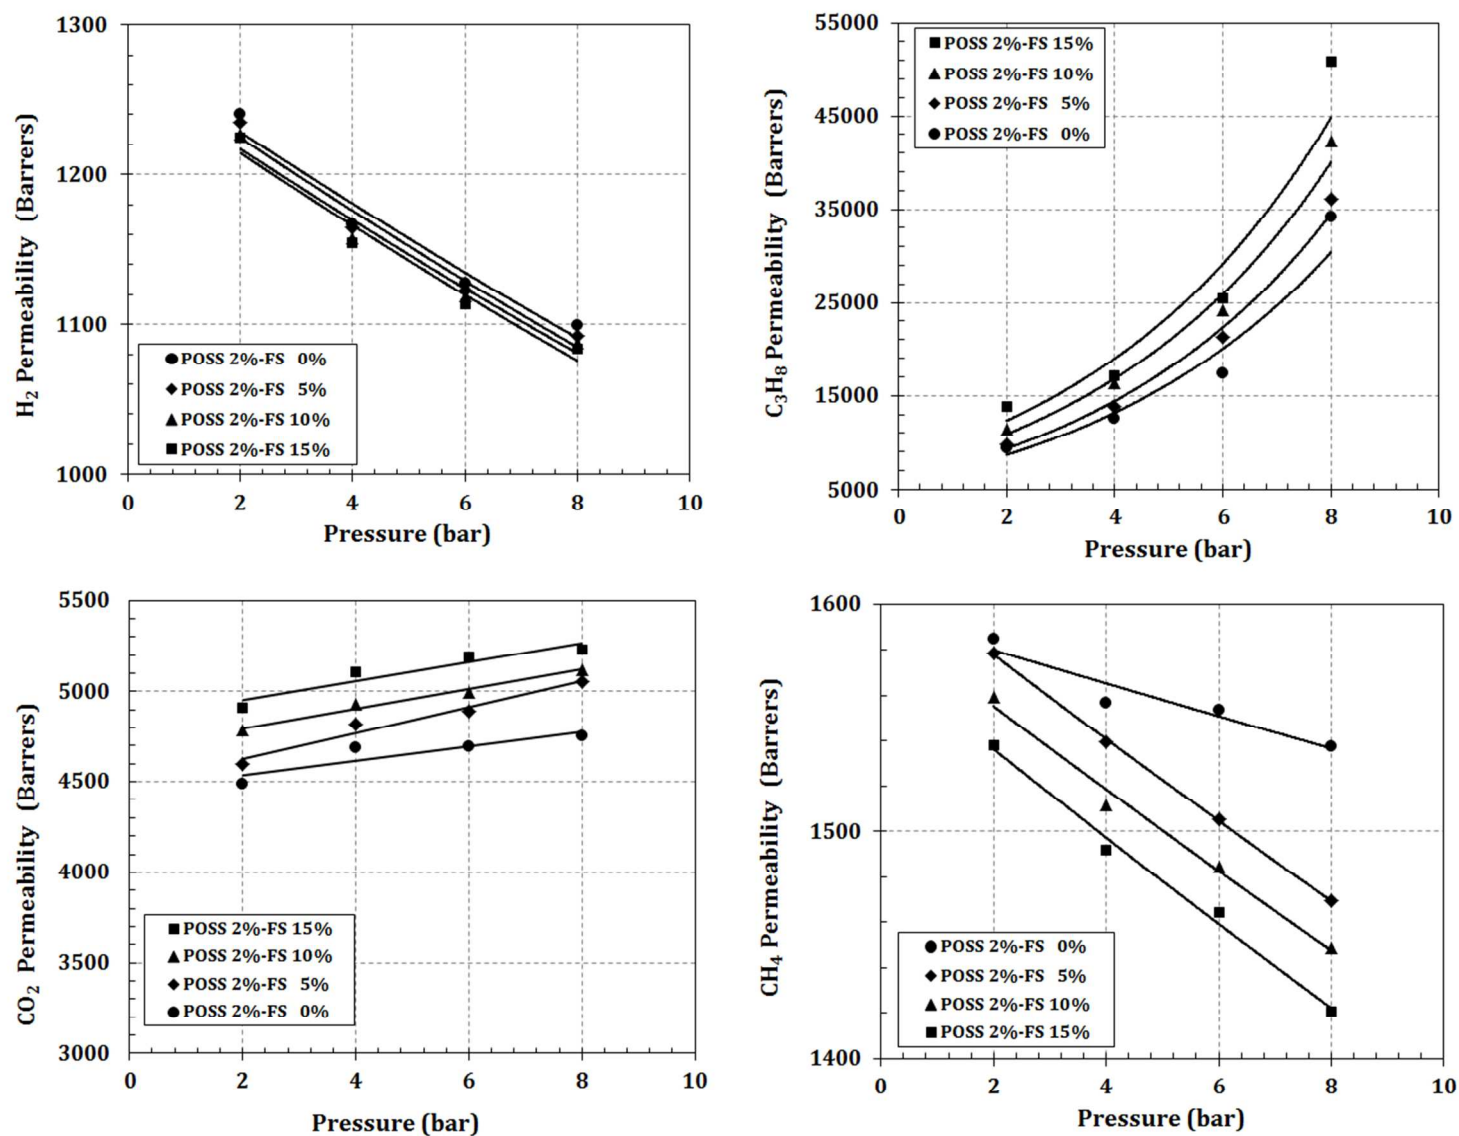 H2 Permeability (Barrers)
1300
1200
1100
1000
POSS 2%-FS 0%
POSS 2%-FS 5%
POSS 2%-FS 10%
POSS 2%-FS 15%
0 2 4 6 8 10
Pressure (bar)
C3H8 Permeability (Barrers)
55000
45000
35000
25000
15000
5000
POSS 2%-FS 15%
POSS 2%-FS 10%
POSS 2%-FS 5%
POSS 2%-FS 0%
0 2 4 6 8 10
Pressure (bar)
CO2 Permeability (Barrers)
5500
5000
4500
4000
3500
3000
POSS 2%-FS 15%
POSS 2%-FS 10%
POSS 2%-FS 5%
POSS 2%-FS 0%
0 2 4 6 8 10
Pressure (bar)
CH4 Permeability (Barrers)
1600
1500
1400
POSS 2%-FS 0%
POSS 2%-FS 5%
POSS 2%-FS 10%
POSS 2%-FS 15%
0 2 4 6 8 10
Pressure (bar)